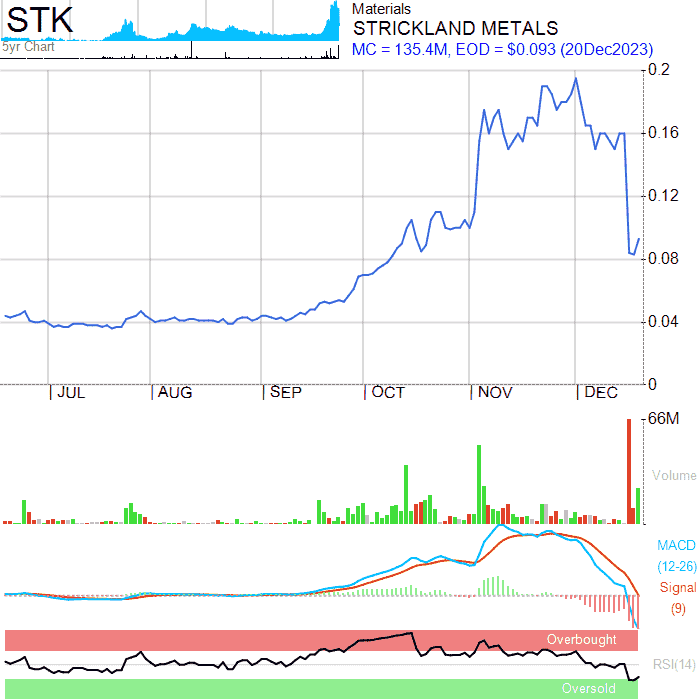 STK
5yr Chart
Materials
STRICKLAND METALS
MC = 135.4M, EOD = $0.093 (20Dec2023)
0.2
0.16
0.12
0.08
0.04
0
JUL AUG SEP OCT NOV DEC
66M
Volume
MACD
(12-26)
Signal
(9)
Overbought
RSI(14)
Oversold